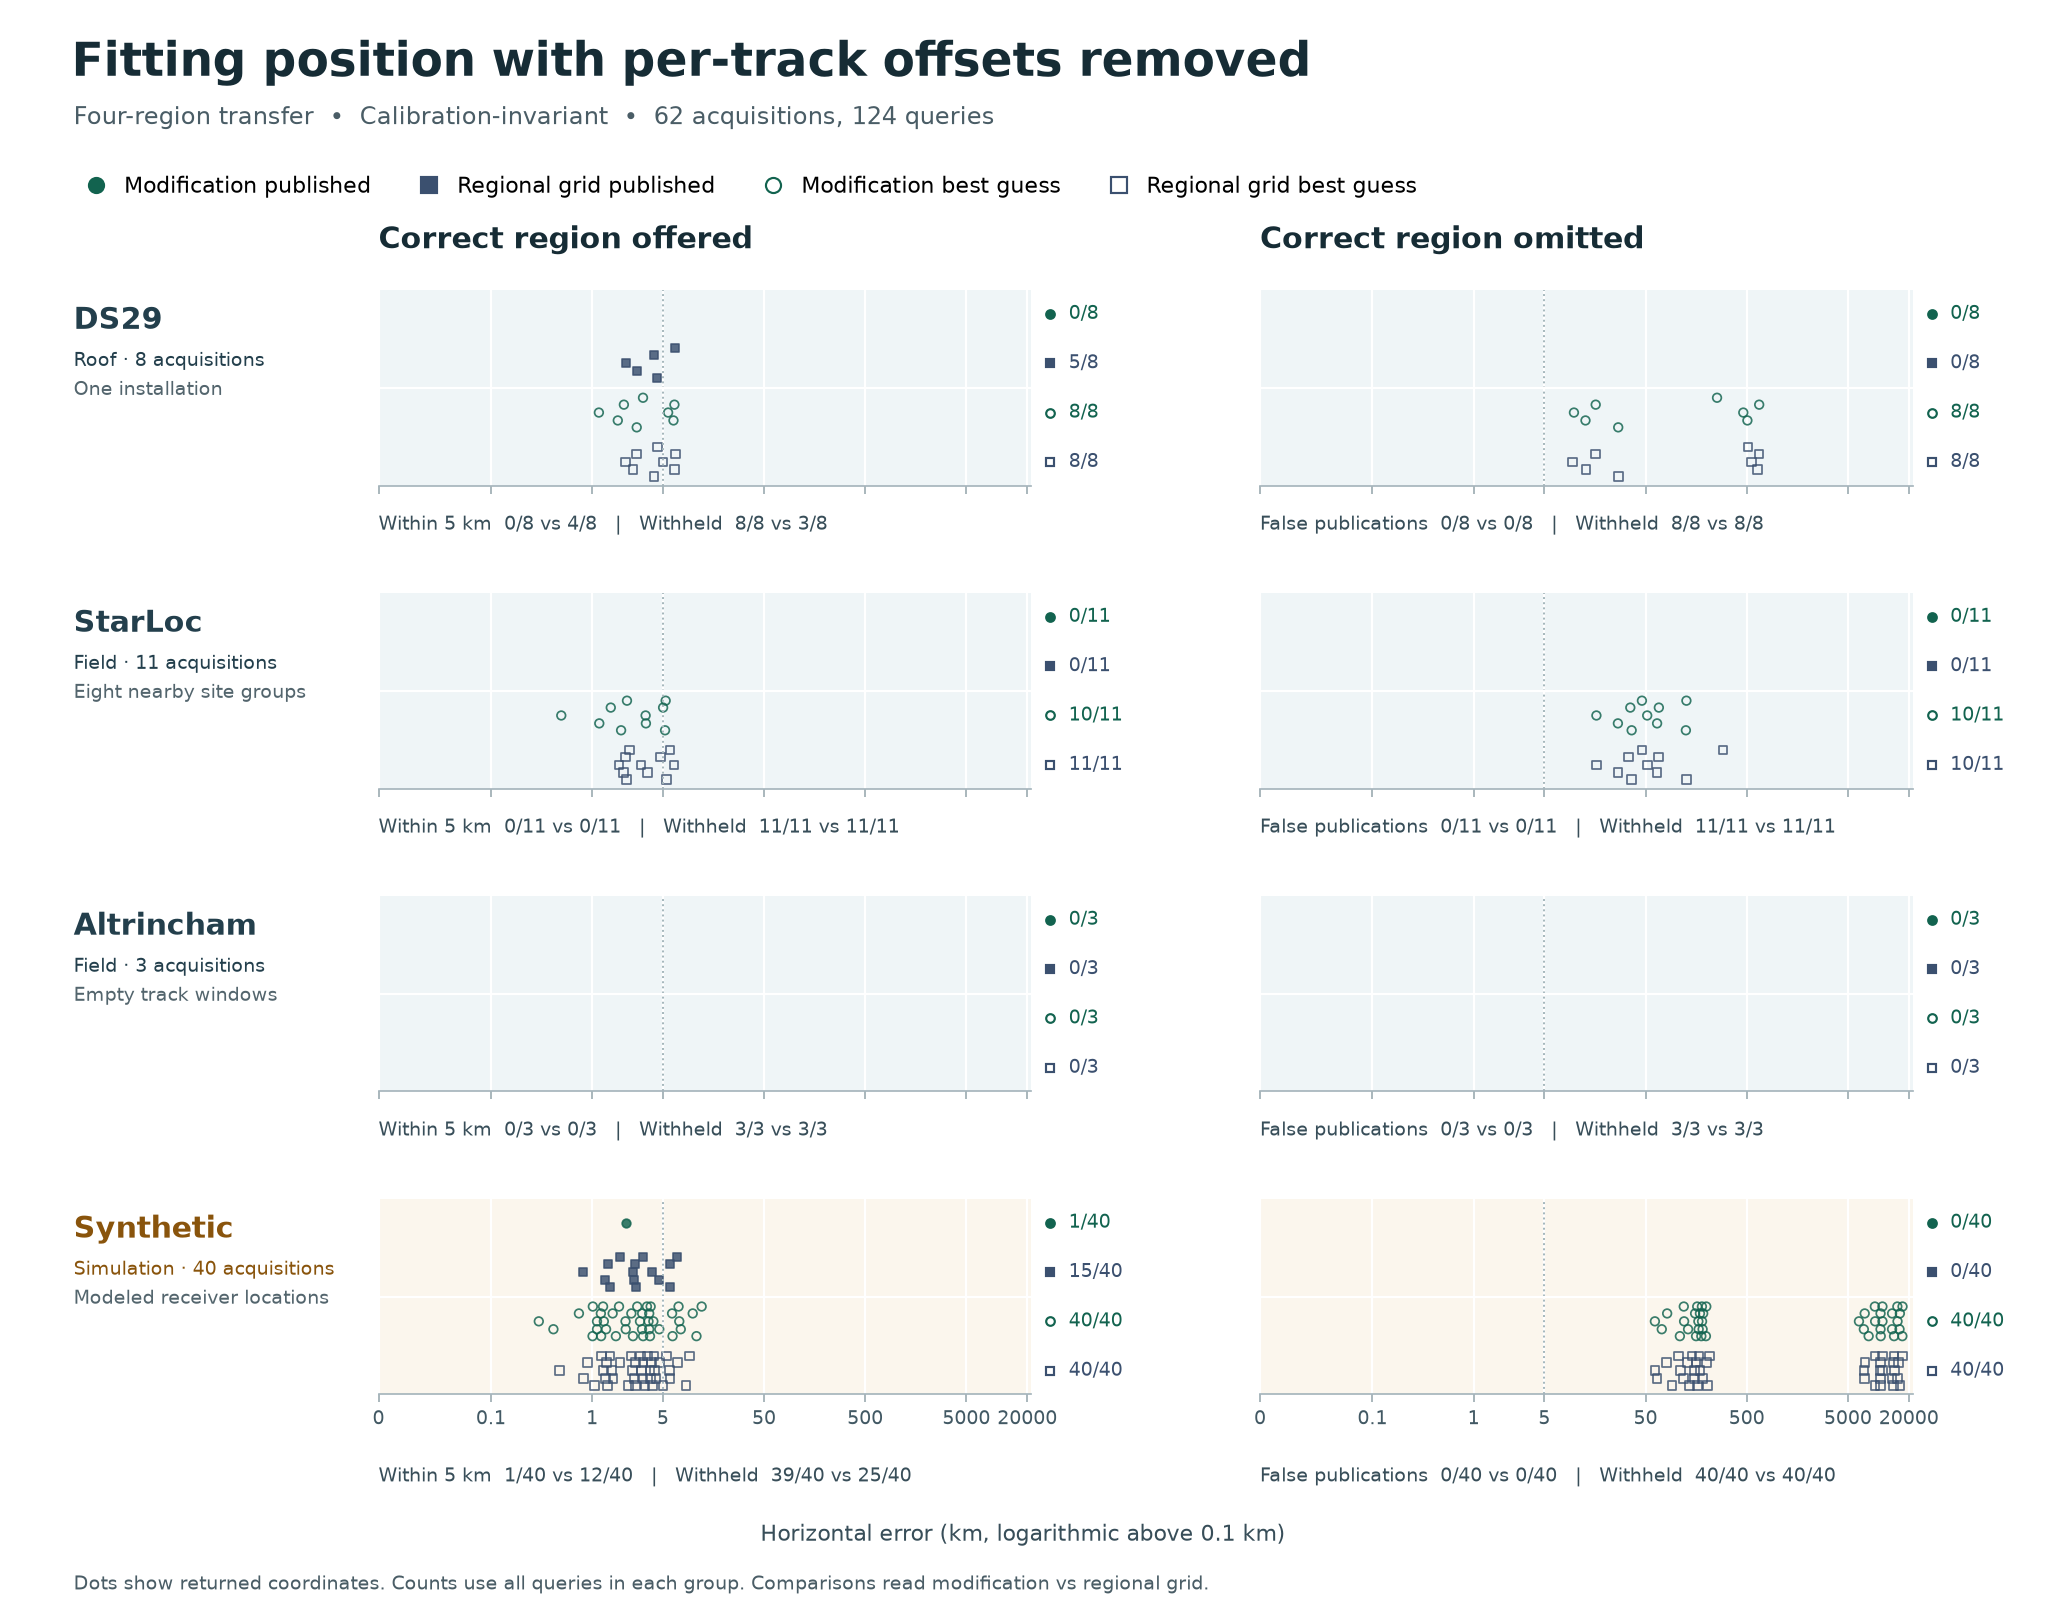 Fitting position with per-track offsets removed
Four-region transfer • Calibration-invariant • 62 acquisitions, 124 queries
Modification published
Regional grid published
Modification best guess
Regional grid best guess
Correct region offered
Correct region omitted
DS29
Roof · 8 acquisitions
One installation
0/8
5/8
8/8
8/8
Within 5 km 0/8 vs 4/8 | Withheld 8/8 vs 3/8
0/8
0/8
8/8
8/8
False publications 0/8 vs 0/8 | Withheld 8/8 vs 8/8
StarLoc
Field · 11 acquisitions
Eight nearby site groups
0/11
0/11
10/11
11/11
Within 5 km 0/11 vs 0/11 | Withheld 11/11 vs 11/11
0/11
0/11
10/11
10/11
False publications 0/11 vs 0/11 | Withheld 11/11 vs 11/11
Altrincham
Field · 3 acquisitions
Empty track windows
0/3
0/3
0/3
0/3
Within 5 km 0/3 vs 0/3 | Withheld 3/3 vs 3/3
0/3
0/3
0/3
0/3
False publications 0/3 vs 0/3 | Withheld 3/3 vs 3/3
Synthetic
Simulation · 40 acquisitions
Modeled receiver locations
1/40
15/40
40/40
40/40
0 0.1 1 5 50 500 5000 20000
Within 5 km 1/40 vs 12/40 | Withheld 39/40 vs 25/40
0/40
0/40
40/40
40/40
0 0.1 1 5 50 500 5000 20000
False publications 0/40 vs 0/40 | Withheld 40/40 vs 40/40
Horizontal error (km, logarithmic above 0.1 km)
Dots show returned coordinates. Counts use all queries in each group. Comparisons read modification vs regional grid.